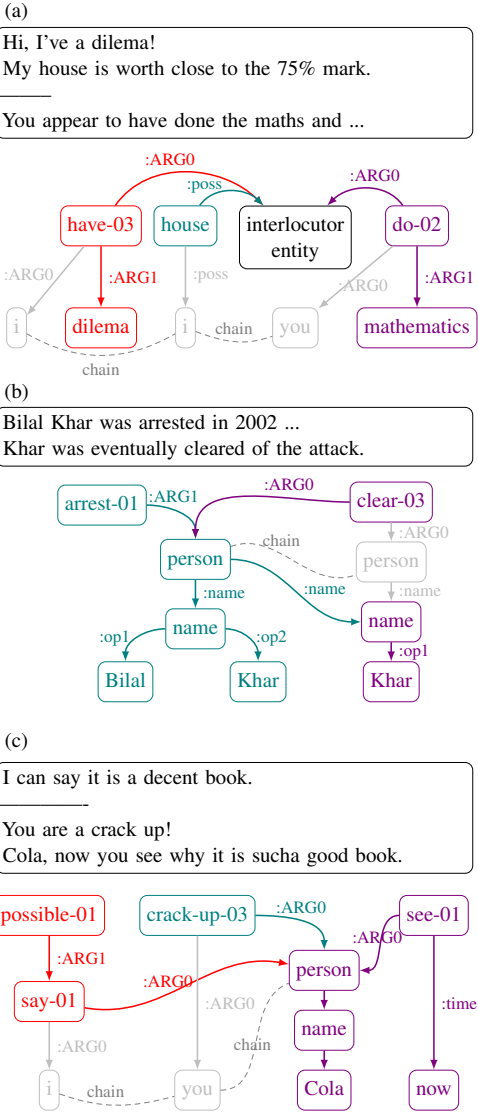 (a)
Hi, I've a dilema!
My house is worth close to the 75% mark.
———
You appear to have done the maths and ...
:ARG0
:poss :ARG0
have-03 house interlocutor entity do-02
:ARG0 :ARG1 :poss :ARG0 :ARG1
i dilema i you mathematics
chain chain
(b)
Bilal Khar was arrested in 2002 ...
Khar was eventually cleared of the attack.
:ARG0
arrest-01 :ARG1 clear-03
chain :ARG0
person person
:name :name :name
name name
:op1 :op2 :op1
Bilal Khar Khar
(c)
I can say it is a decent book.
—————-
You are a crack up!
Cola, now you see why it is sucha good book.
possible-01 crack-up-03 :ARG0 see-01
:ARG1 :ARG0 :ARG0
person
say-01 :ARG0 :time
name
:ARG0 chain
i chain you Cola now